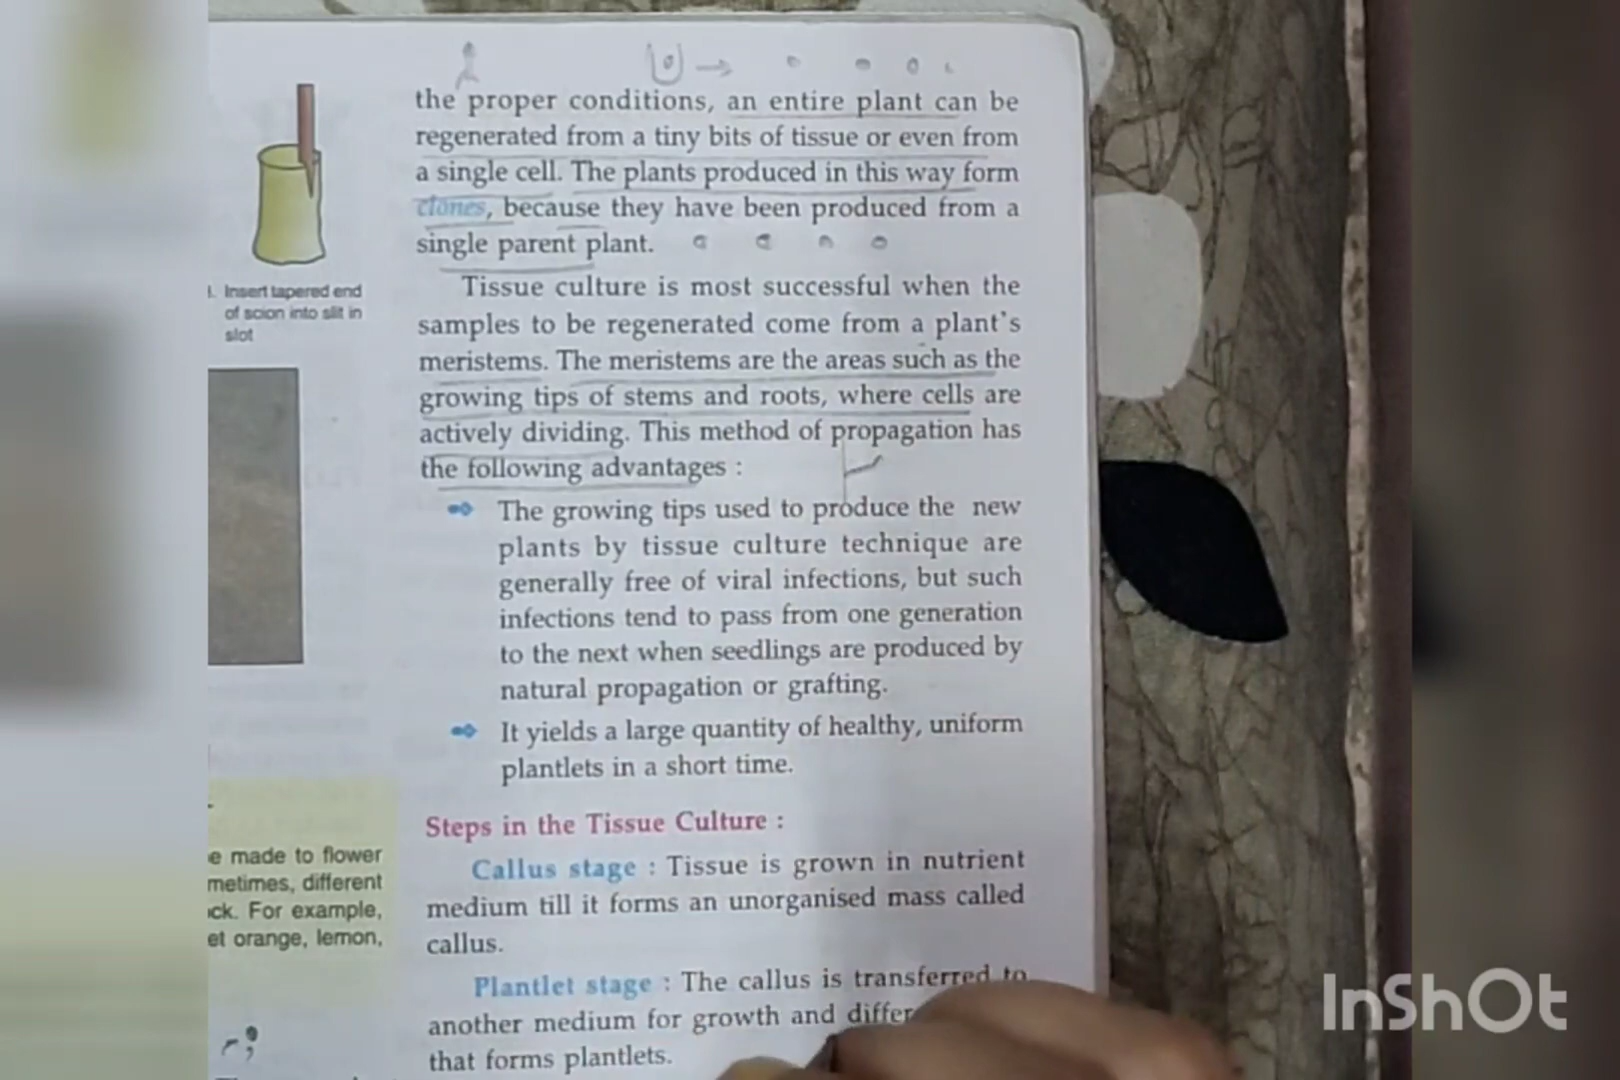 the proper conditions, an entire plant can be
regenerated from a tiny bits of tissue or even from
a single cell. The plants produced in this way form
clones, because they have been produced from a
single parent plant.
Tissue culture is most successful when the
samples to be regenerated come from a plant's
meristems. The meristems are the areas such as the
growing tips of stems and roots, where cells are
actively dividing. This method of propagation has
the following advantages :
The growing tips used to produce the new
plants by tissue culture technique are
generally free of viral infections, but such
infections tend to pass from one generation
to the next when seedlings are produced by
natural propagation or grafting.
It yields a large quantity of healthy, uniform
plantlets in a short time.
Steps in the Tissue Culture :
Callus stage : Tissue is grown in nutrient
medium till it forms an unorganised mass called
callus.
Plantlet stage : The callus is transferred to
another medium for growth and differ
that forms plantlets.
Insert tapered end
of scion into slit in
slot
e made to flower
metimes, different
ck. For example,
et orange, lemon,
InShOt